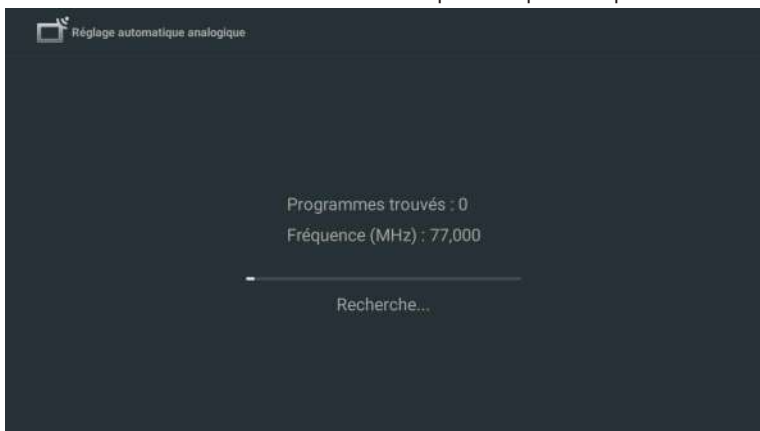 Réglage automatique analogique
Programmes trouvés : 0
Fréquence (MHz) : 77,000
Recherche...